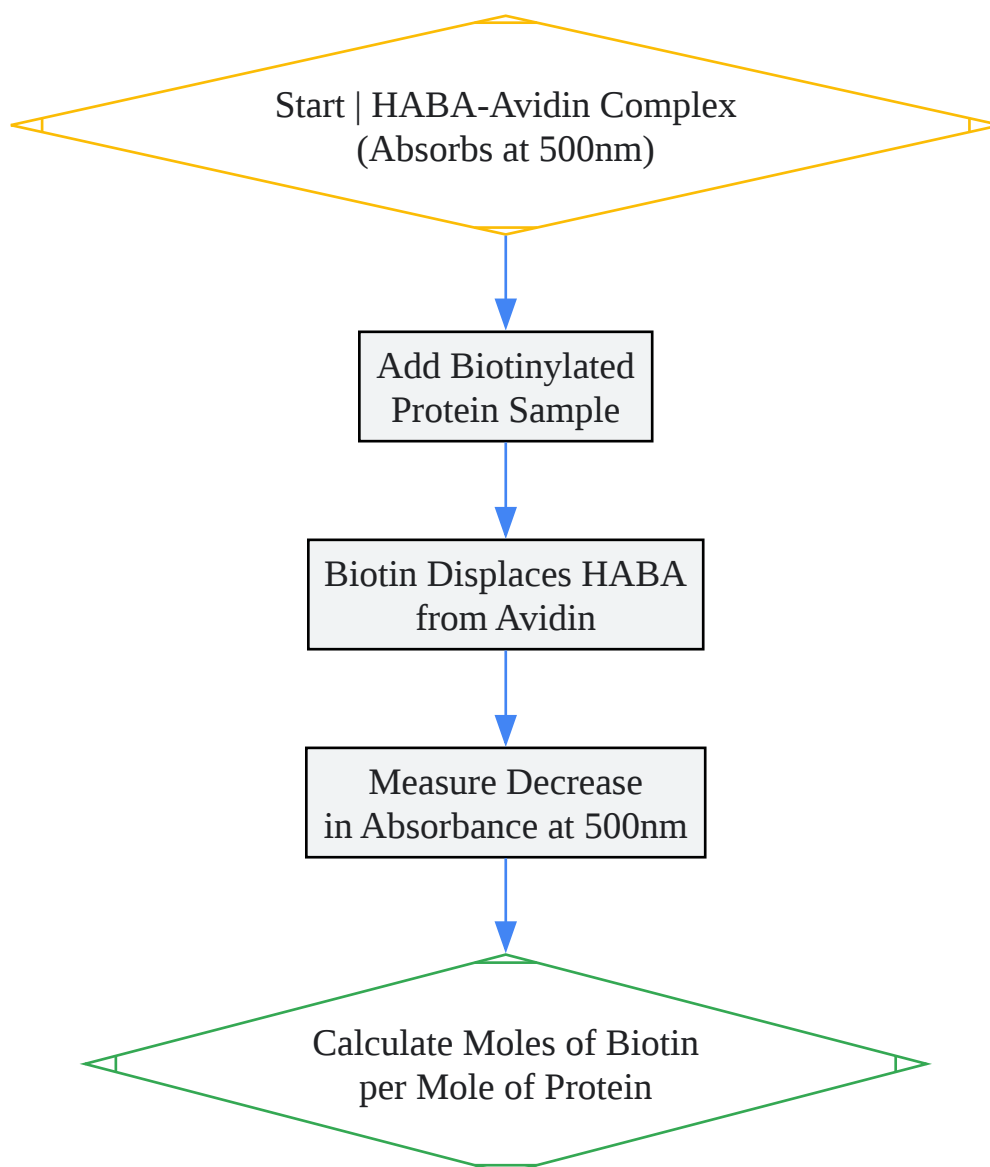 Start | HABA-Avidin Complex
(Absorbs at 500nm)
Add Biotinylated
Protein Sample
Biotin Displaces HABA
from Avidin
Measure Decrease
in Absorbance at 500nm
Calculate Moles of Biotin
per Mole of Protein